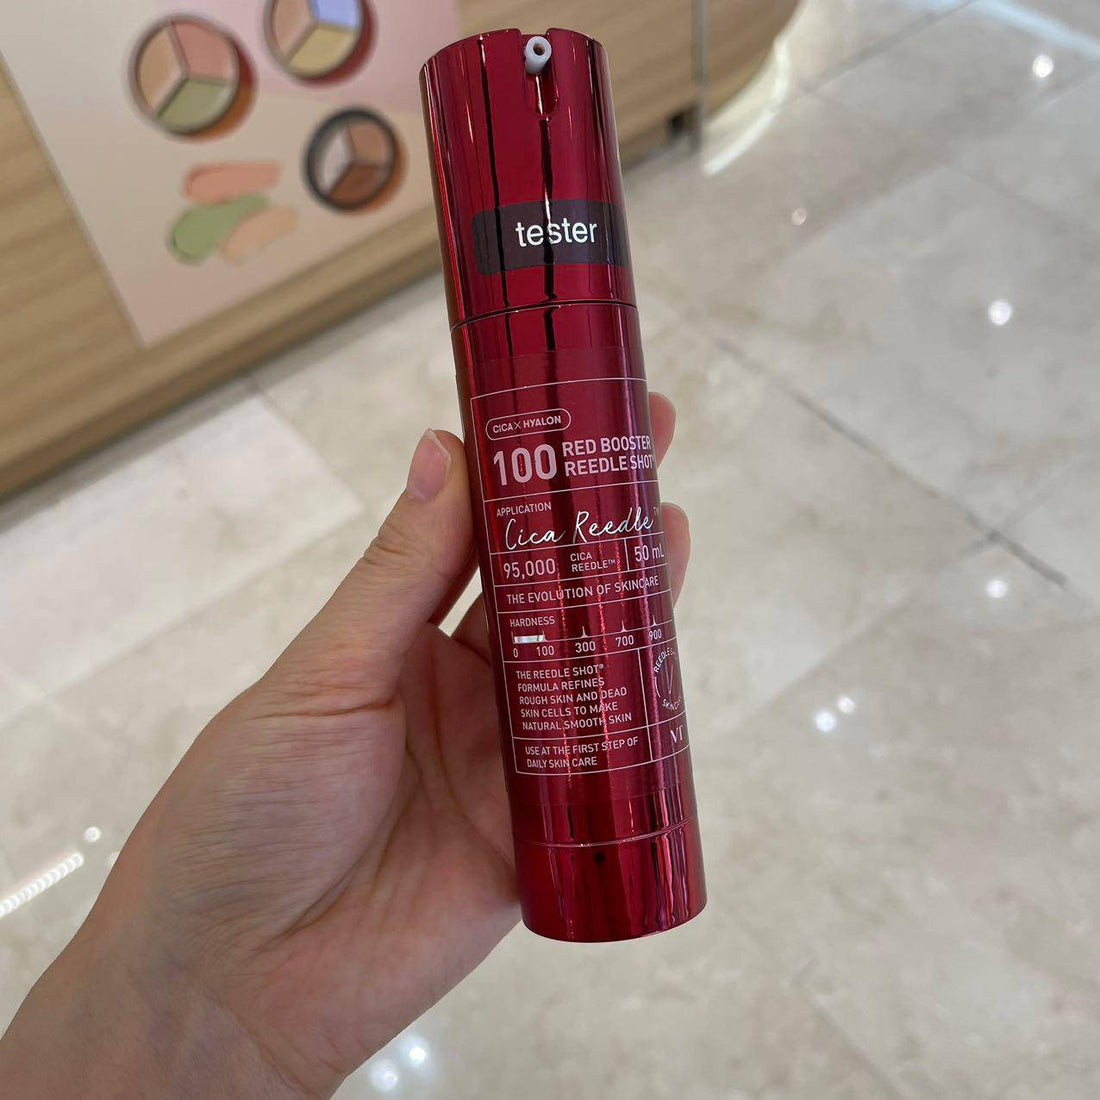 tester
CICA X HYALON
100 RED BOOSTER
REEDLE SHOT
APPLICATION
Cica Reedle™
95,000 CICA REEDLE™ 50 mL
THE EVOLUTION OF SKINCARE
HARDNESS
0 100 300 700 900
THE REEDLE SHOT®
FORMULA REFINES
ROUGH SKIN AND DEAD
SKIN CELLS TO MAKE
NATURAL SMOOTH SKIN
USE AT THE FIRST STEP OF
DAILY SKIN CARE
VT